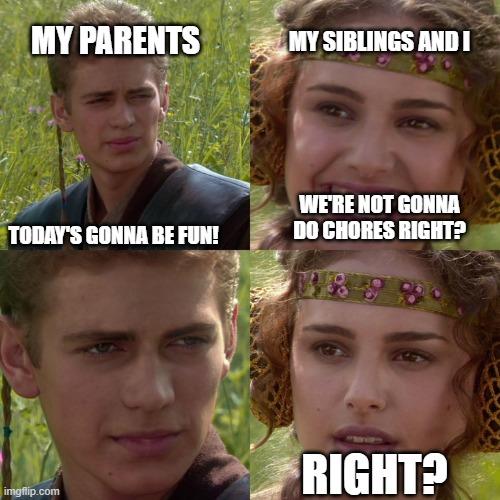 MY PARENTS
TODAY'S GONNA BE FUN!
MY SIBLINGS AND I
WE'RE NOT GONNA
DO CHORES RIGHT?
RIGHT?
imgflip.com